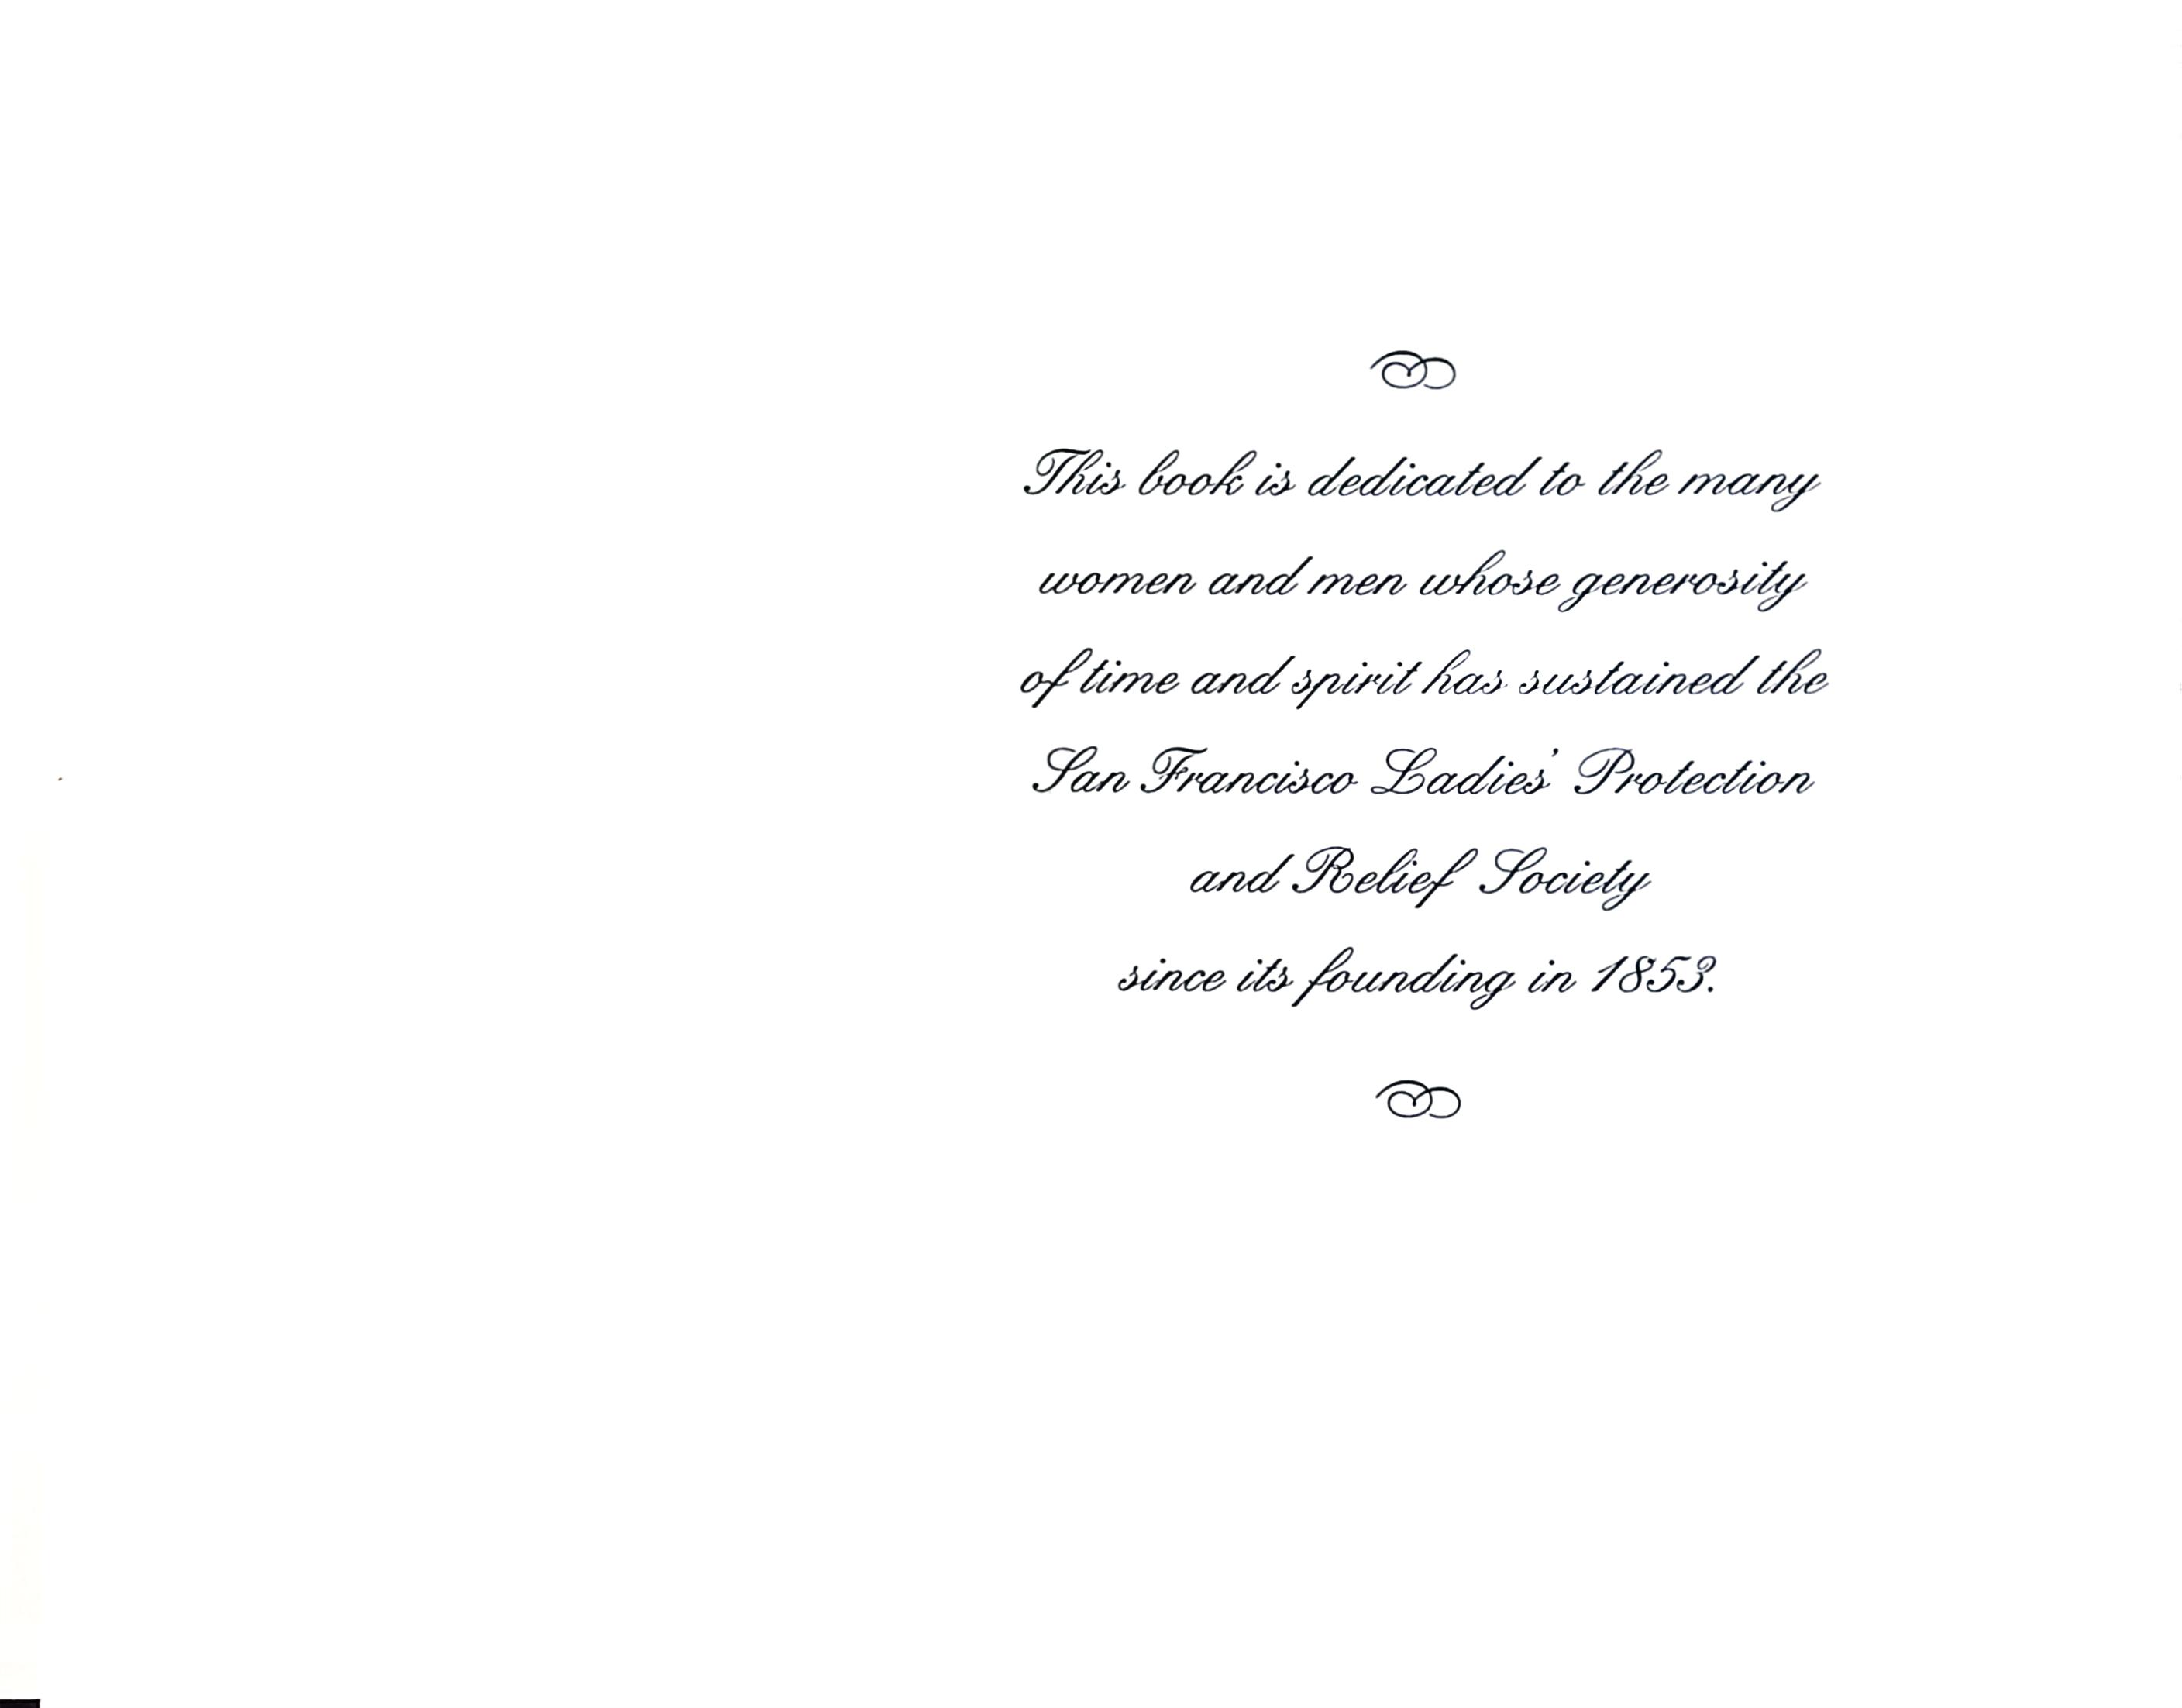 This book is dedicated to the many
women and men whose generosity
of time and spirit has sustained the
San Francisco Ladies' Protection
and Relief Society
since its founding in 1853.